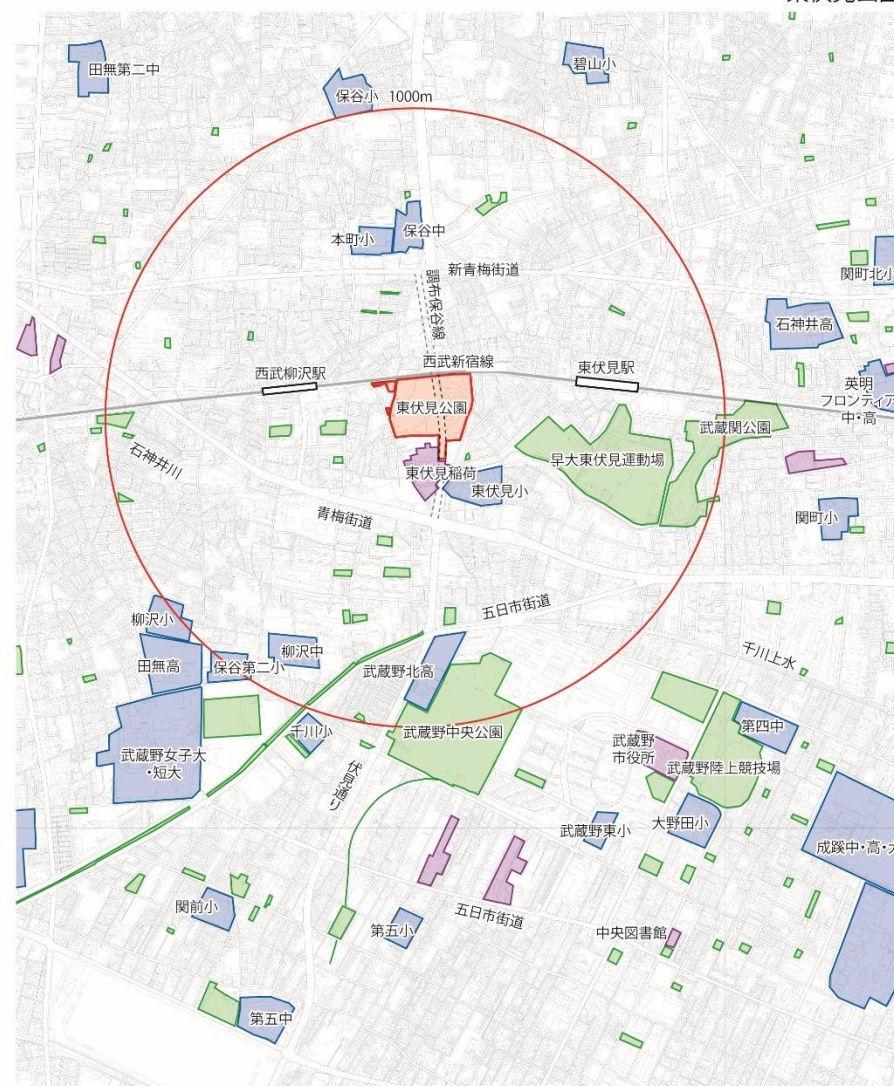 田無第二中
碧山小
保谷小
1000m
本町小
保谷中
新青梅街道
関町北小
調布保谷線
石神井高
西武新宿線
西武柳沢駅
東伏見駅
英明
フロンティア
中・高
東伏見公園
武蔵関公園
石神井川
早大東伏見運動場
東伏見稲荷
東伏見小
青梅街道
関町小
五日市街道
柳沢小
千川上水
田無高
保谷第二小
柳沢中
武蔵野北高
千川小
武蔵野中央公園
第四中
武蔵野女子大
・短大
武蔵野
市役所
武蔵野陸上競技場
伏見通り
武蔵野東小
大野田小
成蹊中・高・大
関前小
五日市街道
第五小
中央図書館
第五中